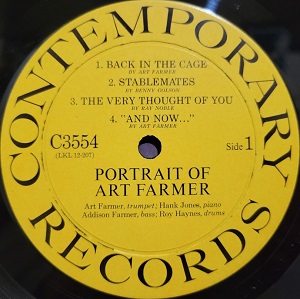 CONTEMPORARY
1. BACK IN THE CAGE
BY ART FARMER
2. STABLEMATES
BY BENNY GOLSON
3. THE VERY THOUGHT OF YOU
BY RAY NOBLE
4. "AND NOW..."
BY ART FARMER
C3554
(LKL 12-207)
Side 1
PORTRAIT OF
ART FARMER
Art Farmer, trumpet; Hank Jones, piano
Addison Farmer, bass; Roy Haynes, drums
RECORDS